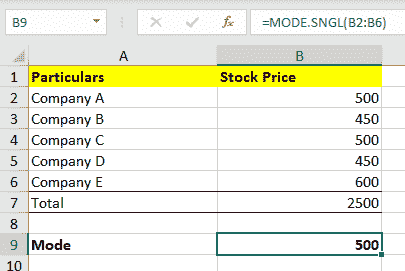 B9 fx =MODE.SNGL(B2:B6)
A B
1 Particulars Stock Price
2 Company A 500
3 Company B 450
4 Company C 500
5 Company D 450
6 Company E 600
7 Total 2500
8
9 Mode 500
10